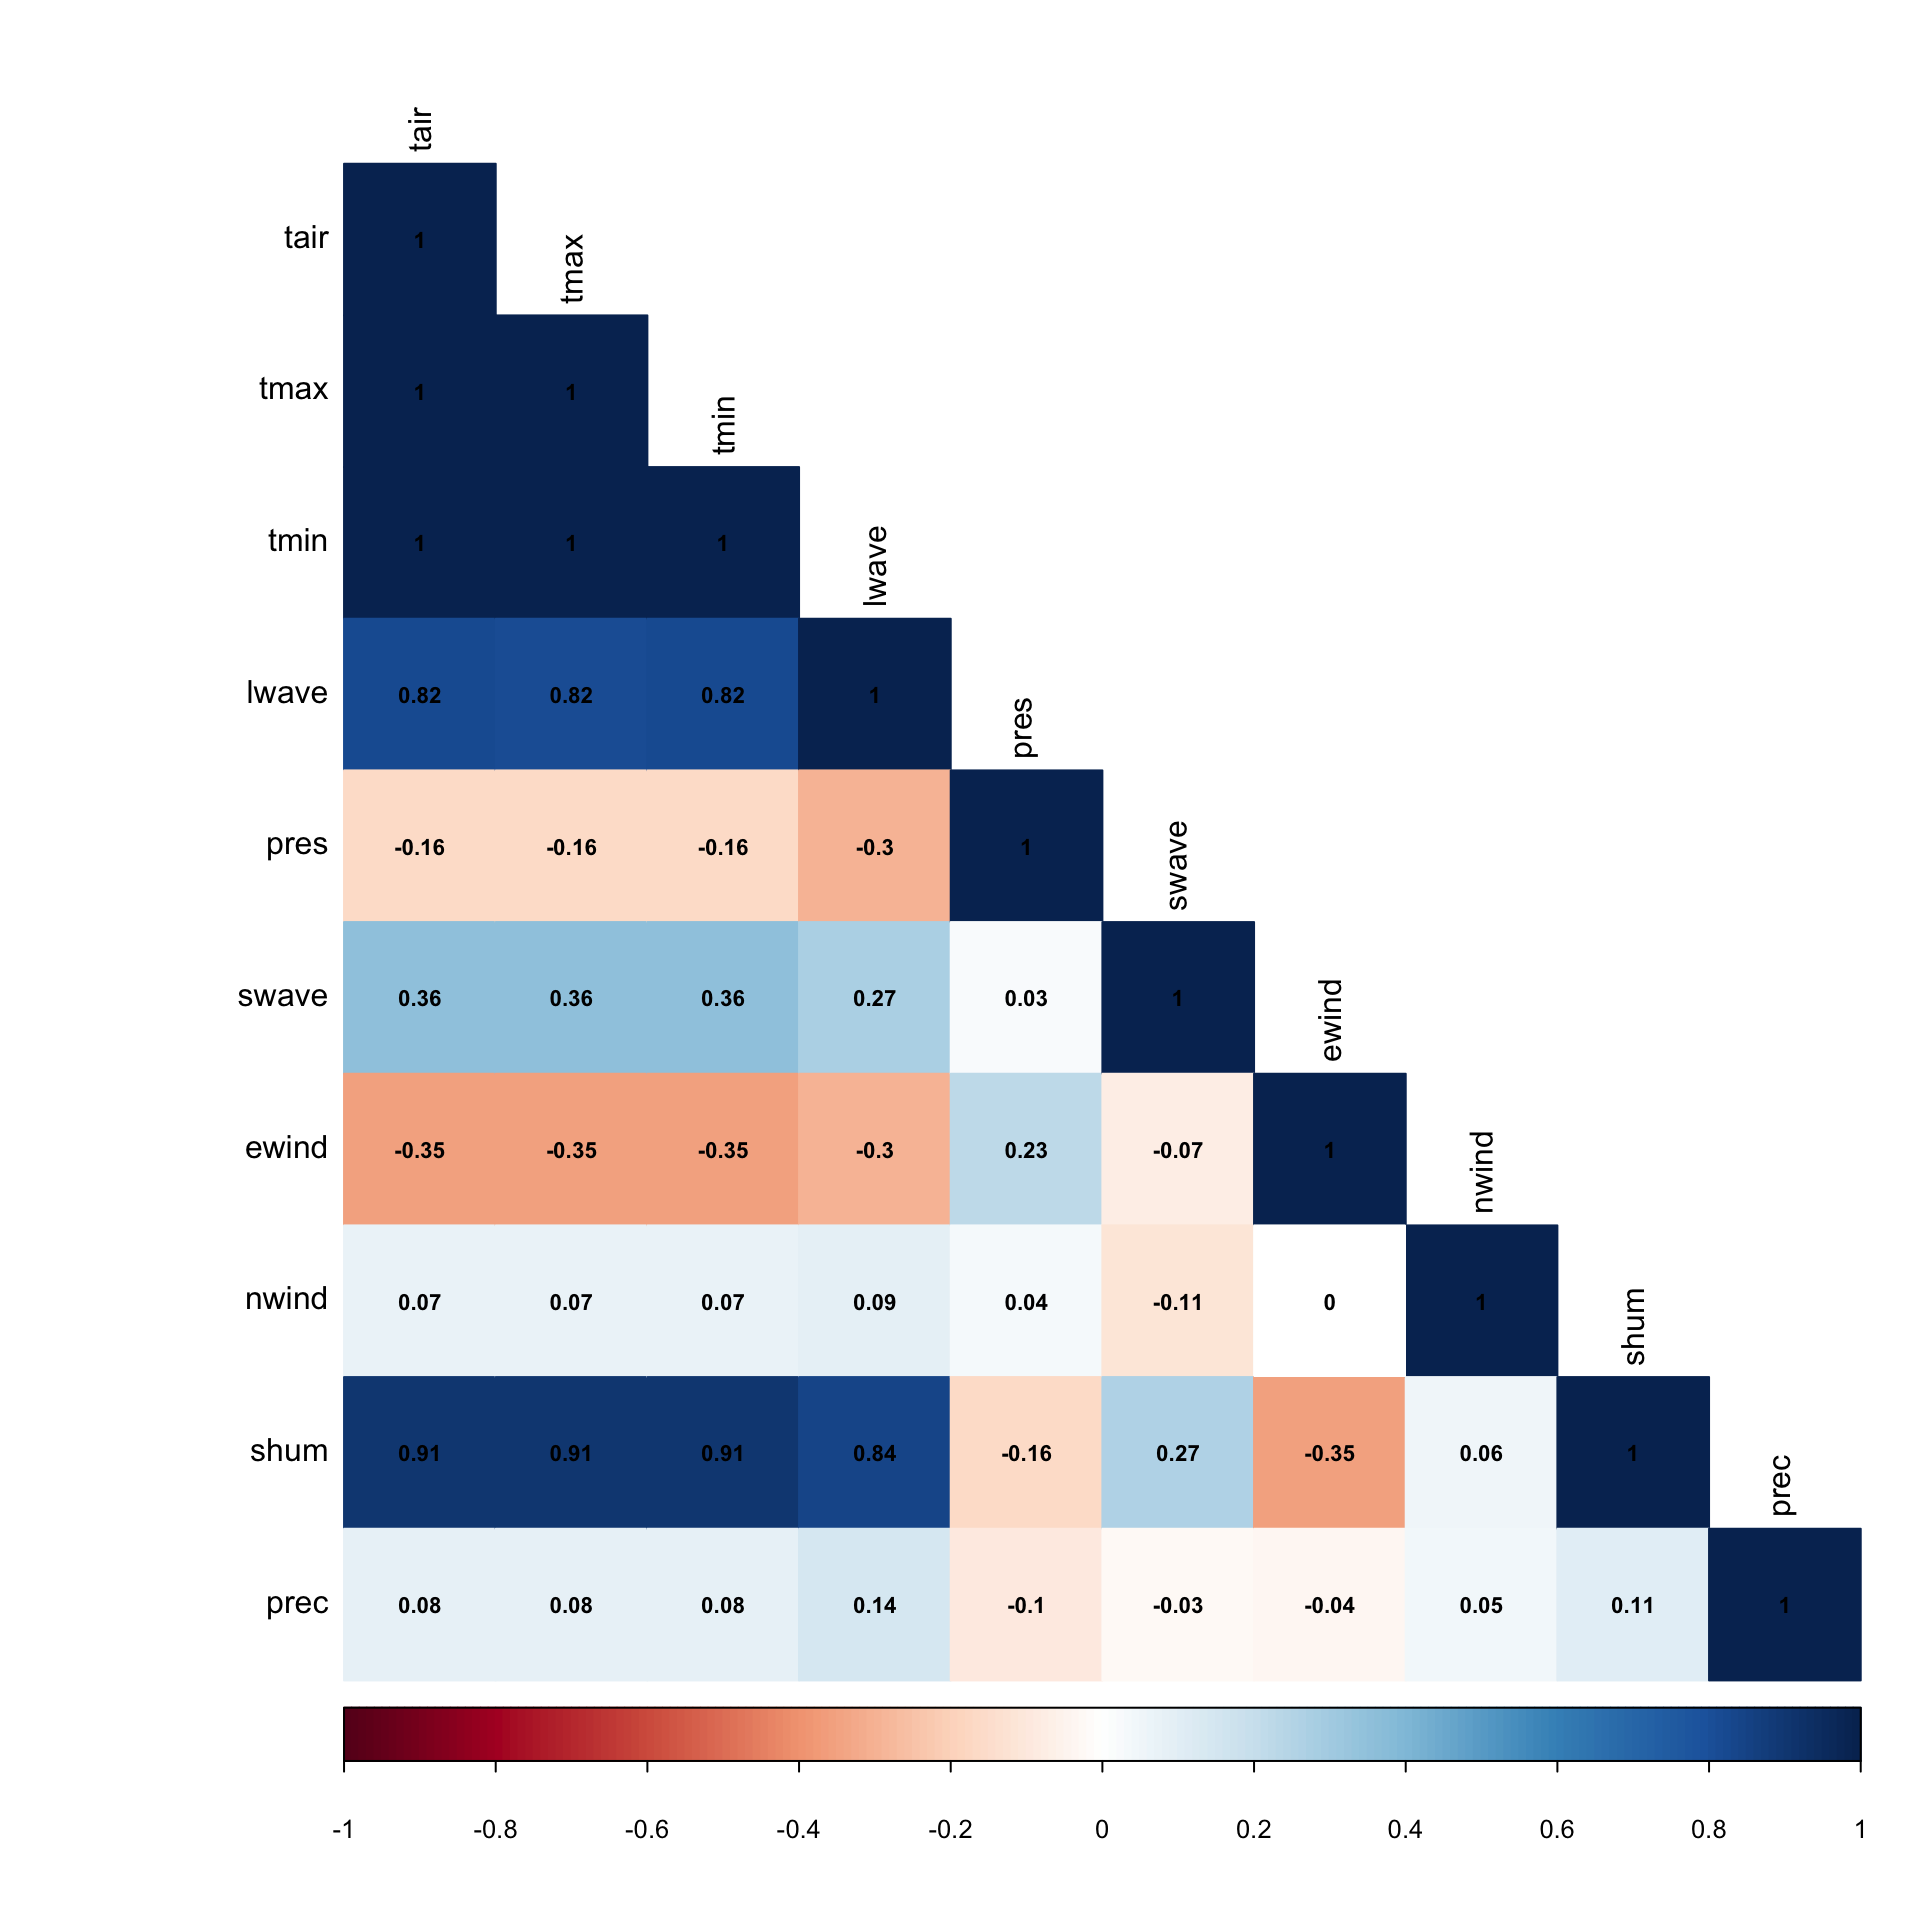 tair
tair 1
tmax
tmax 1 1
tmin
tmin 1 1 1
lwave
lwave 0.82 0.82 0.82 1
pres
pres -0.16 -0.16 -0.16 -0.3 1
swave
swave 0.36 0.36 0.36 0.27 0.03 1
ewind
ewind -0.35 -0.35 -0.35 -0.3 0.23 -0.07 1
nwind
nwind 0.07 0.07 0.07 0.09 0.04 -0.11 0 1
shum
shum 0.91 0.91 0.91 0.84 -0.16 0.27 -0.35 0.06 1
prec
prec 0.08 0.08 0.08 0.14 -0.1 -0.03 -0.04 0.05 0.11 1
-1 -0.8 -0.6 -0.4 -0.2 0 0.2 0.4 0.6 0.8 1